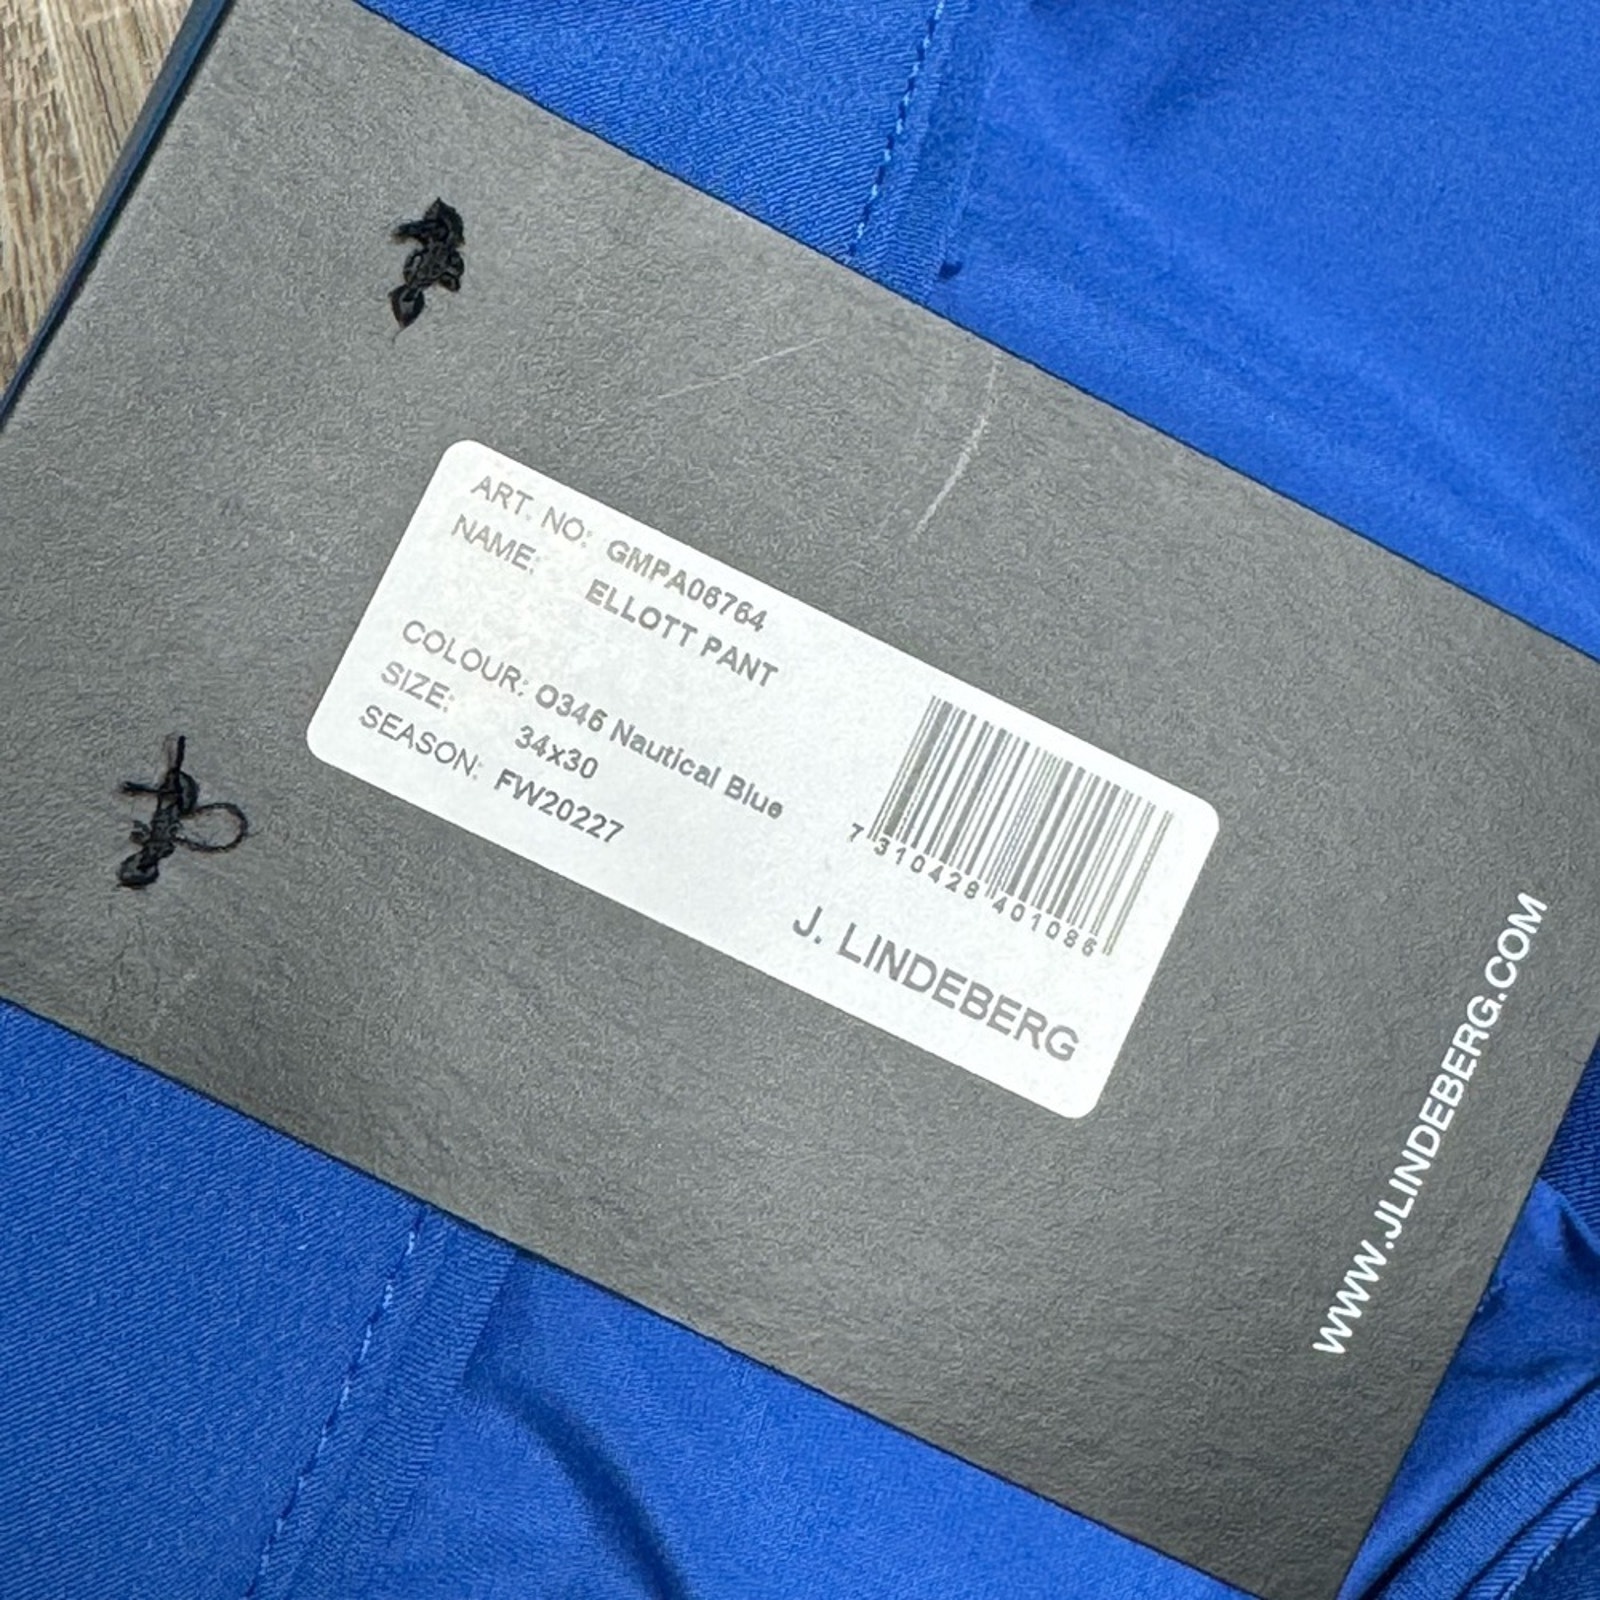 ART. NO: GMPA06764
NAME: ELLOTT PANT
COLOUR: O346 Nautical Blue
SIZE: 34x30
SEASON: FW20227
7 310428 401086
J. LINDEBERG
WWW.JLINDEBERG.COM